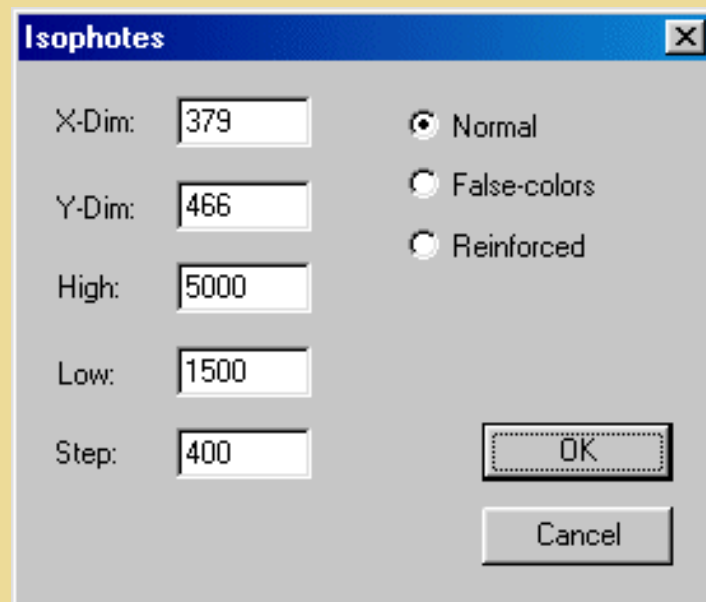 Isophotes
X-Dim: 379
Y-Dim: 466
High: 5000
Low: 1500
Step: 400
Normal
False-colors
Reinforced
OK
Cancel